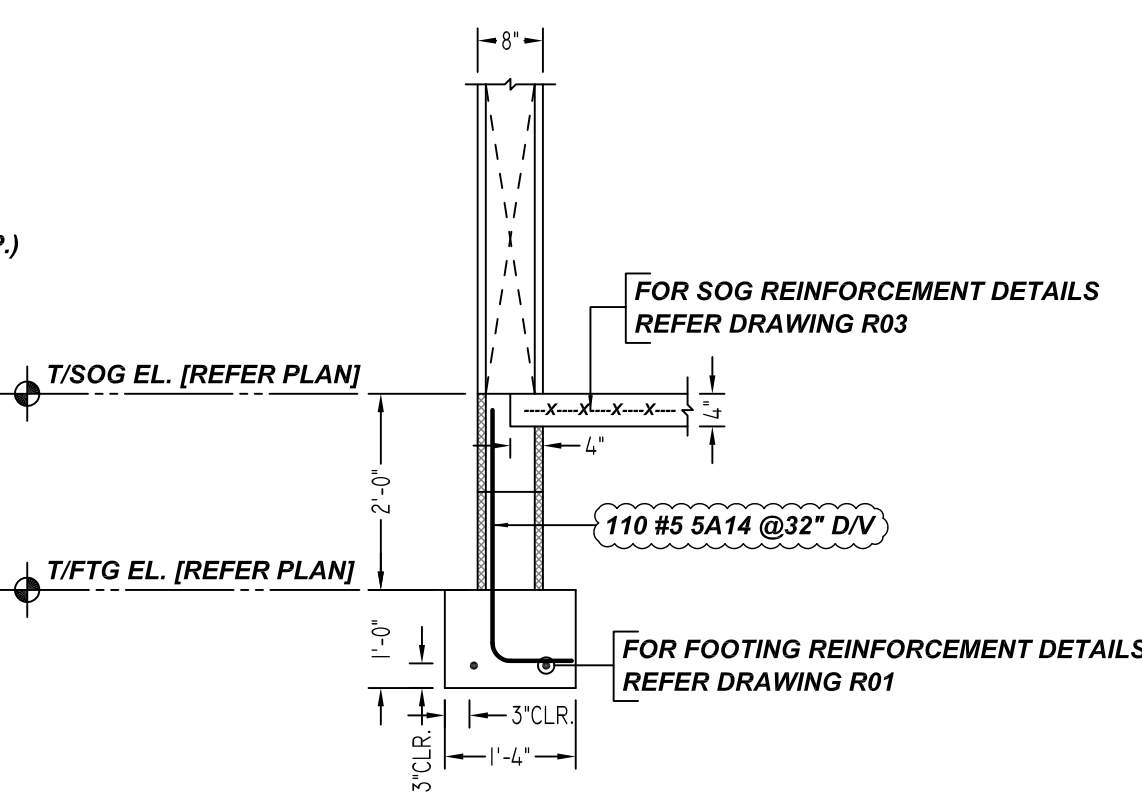 8"
P.)
FOR SOG REINFORCEMENT DETAILS
REFER DRAWING R03
T/SOG EL. [REFER PLAN]
----X----X----X----X----
4"
4"
2'-0"
110 #5 5A14 @32" D/V
T/FTG EL. [REFER PLAN]
1'-0"
FOR FOOTING REINFORCEMENT DETAILS
REFER DRAWING R01
3"CLR.
3"CLR.
1'-4"